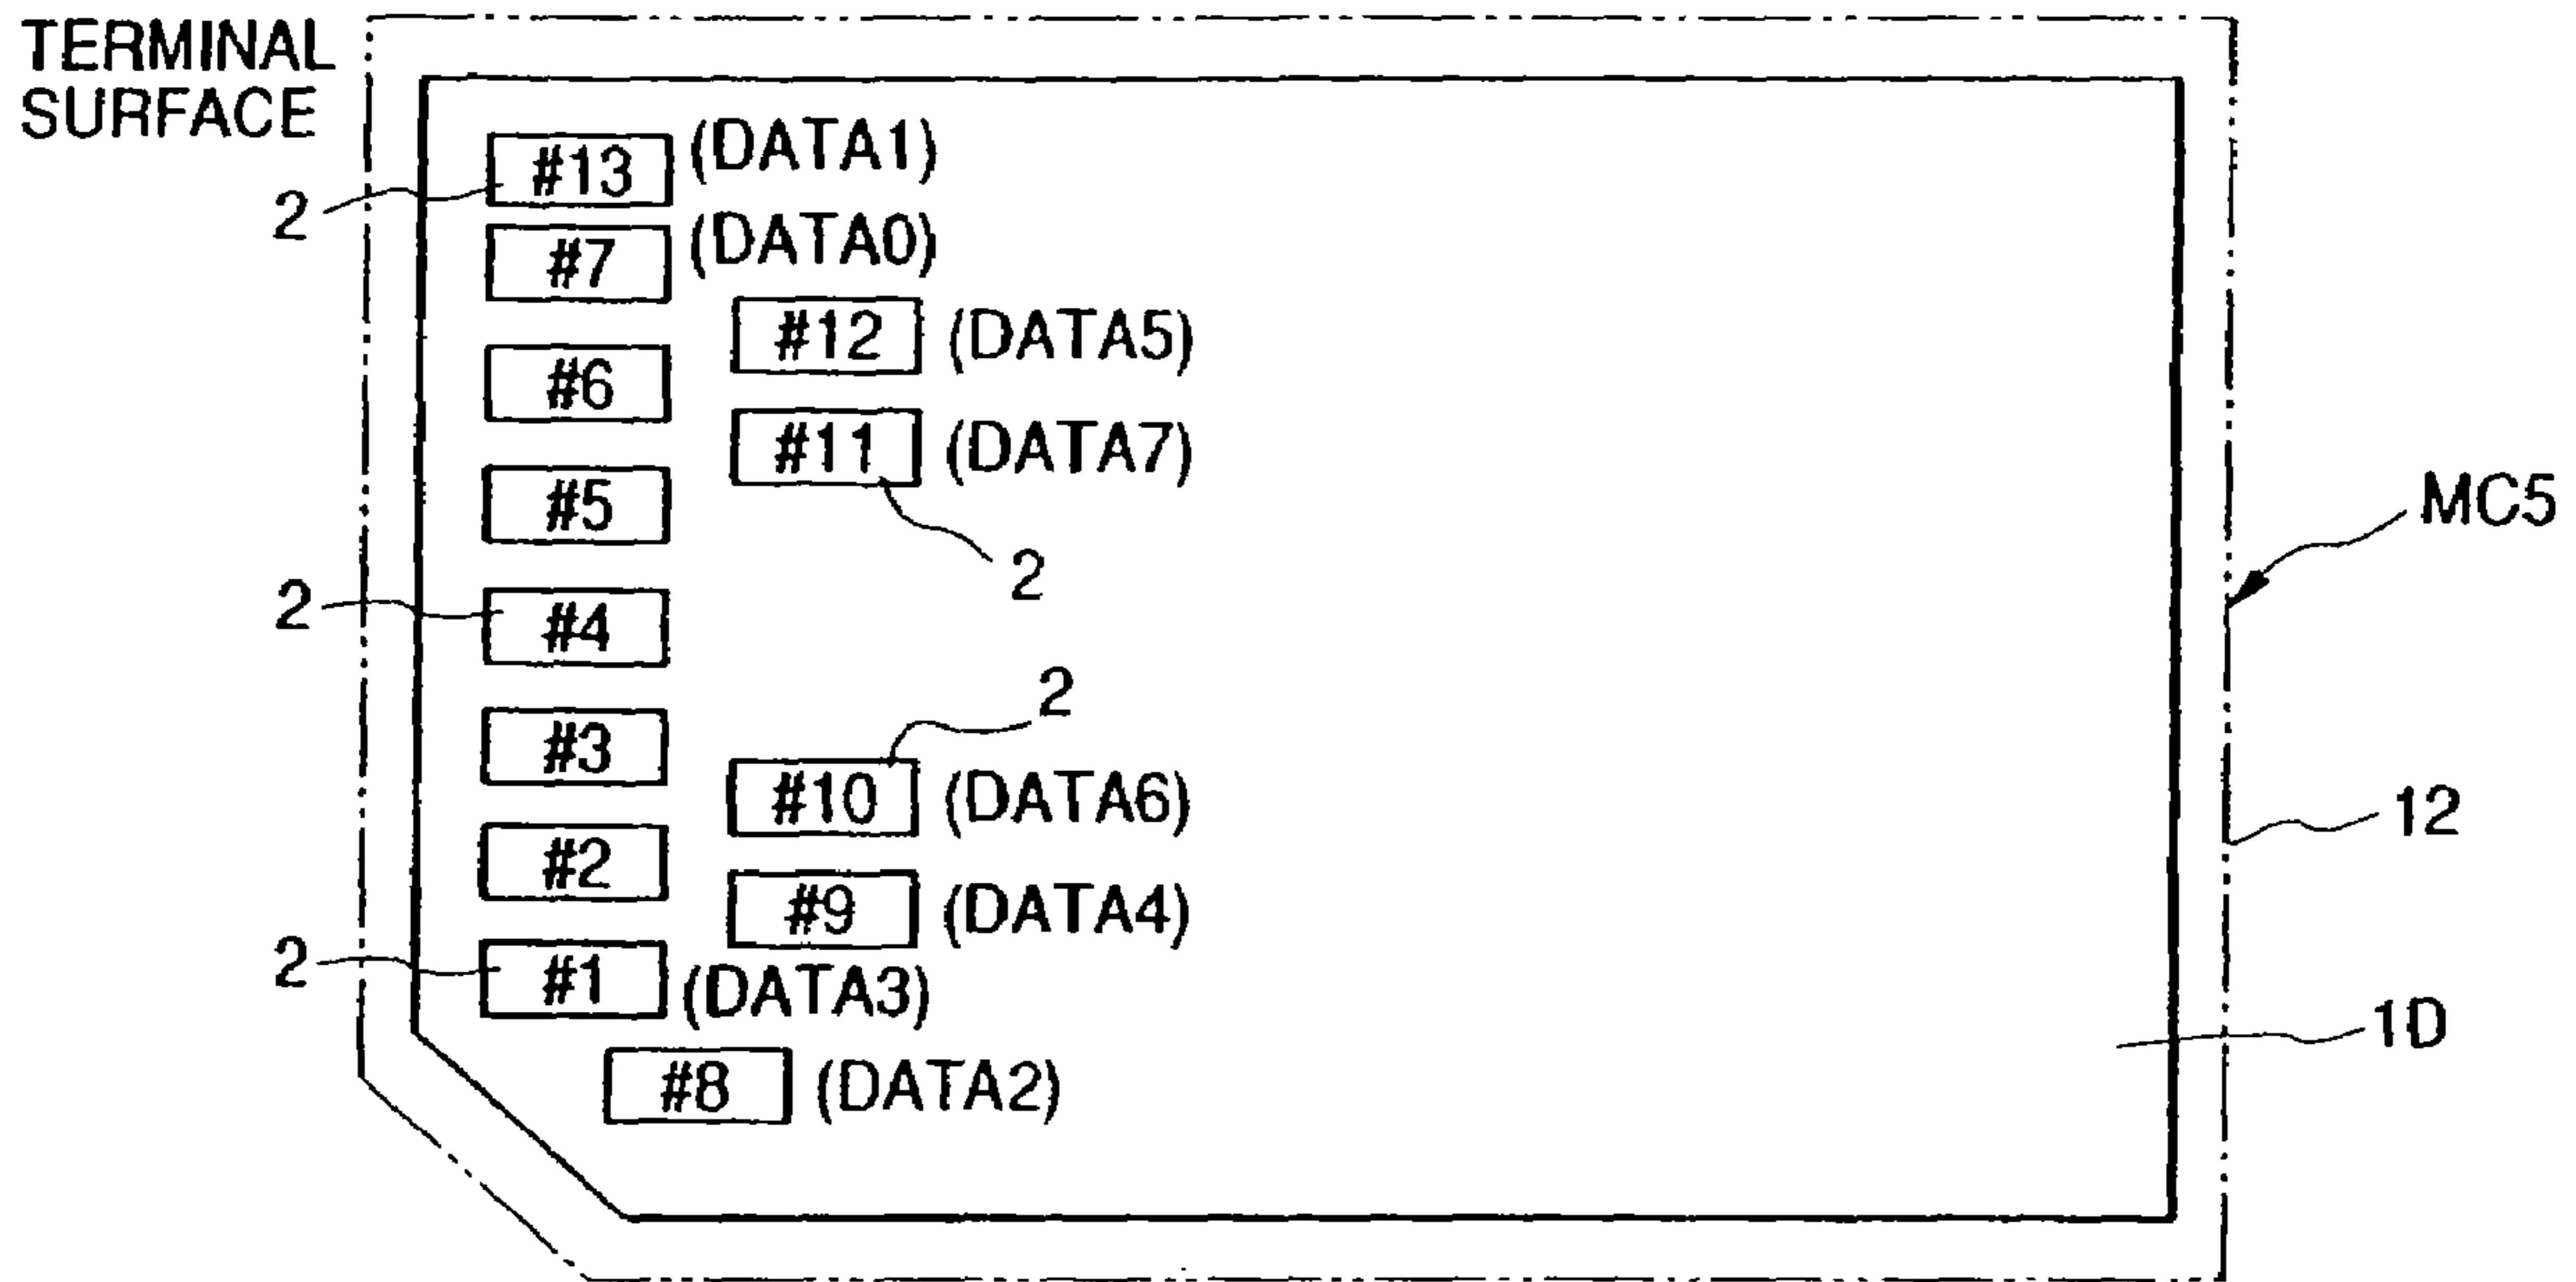 TERMINAL
SURFACE
#13 (DATA1)
2
#7 (DATA0)
#12 (DATA5)
#6
#11 (DATA7)
#5
MC5
2
2
#4
2
#3
#10 (DATA6)
12
#2
#9 (DATA4)
2
#1 (DATA3)
1D
#8 (DATA2)